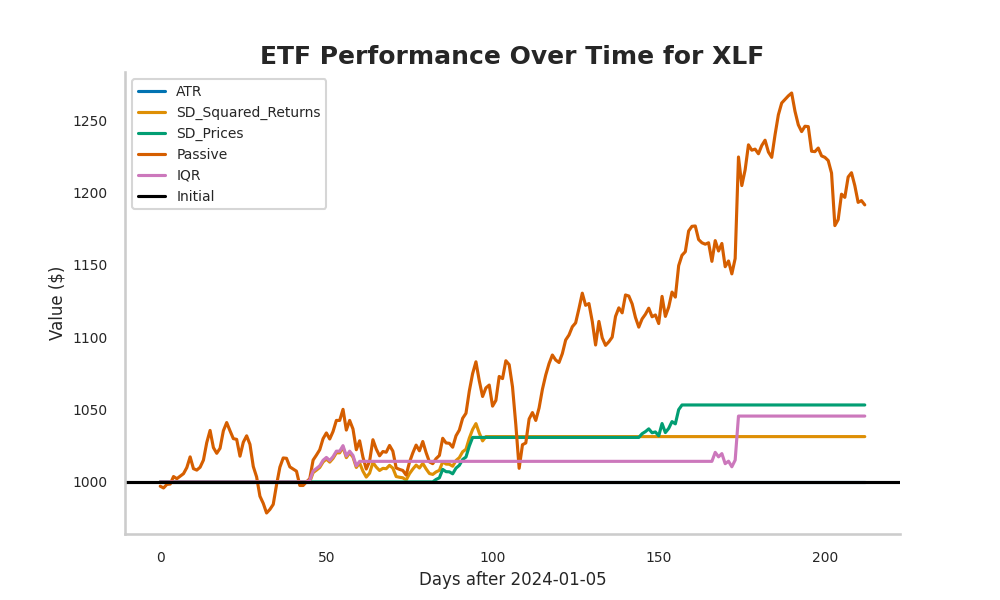 ETF Performance Over Time for XLF
ATR
SD_Squared_Returns
SD_Prices
Passive
IQR
Initial
Value ($)
1250
1200
1150
1100
1050
1000
0 50 100 150 200
Days after 2024-01-05